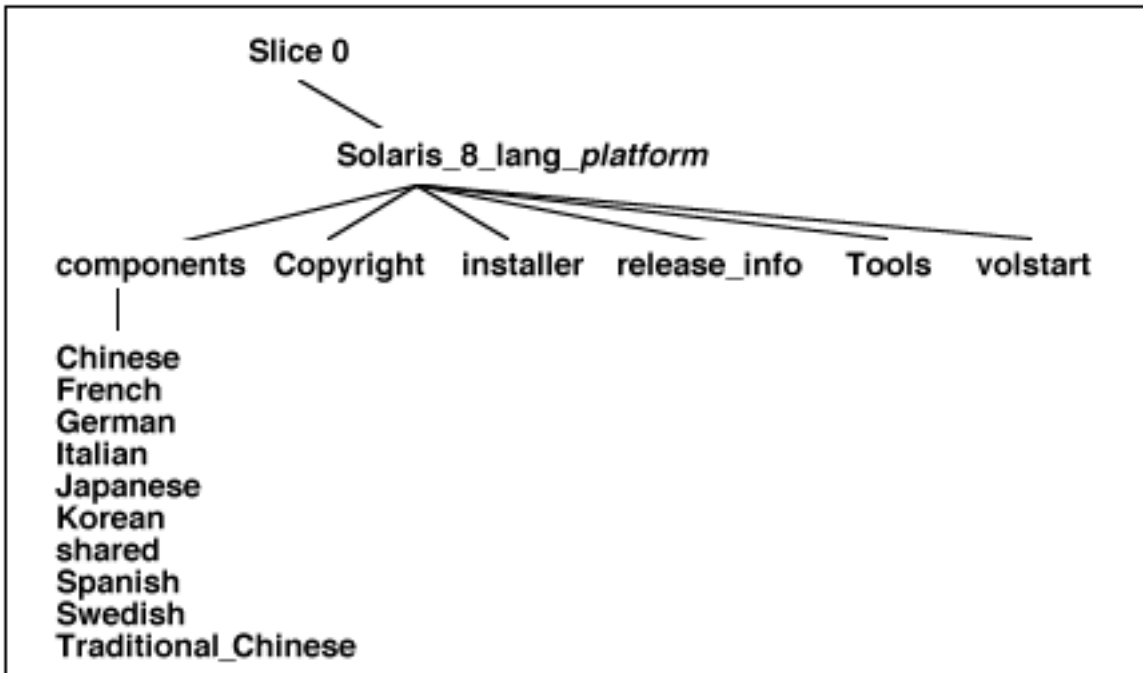 Slice 0
Solaris_8_lang_platform
components Copyright installer release_info Tools volstart
Chinese
French
German
Italian
Japanese
Korean
shared
Spanish
Swedish
Traditional_Chinese